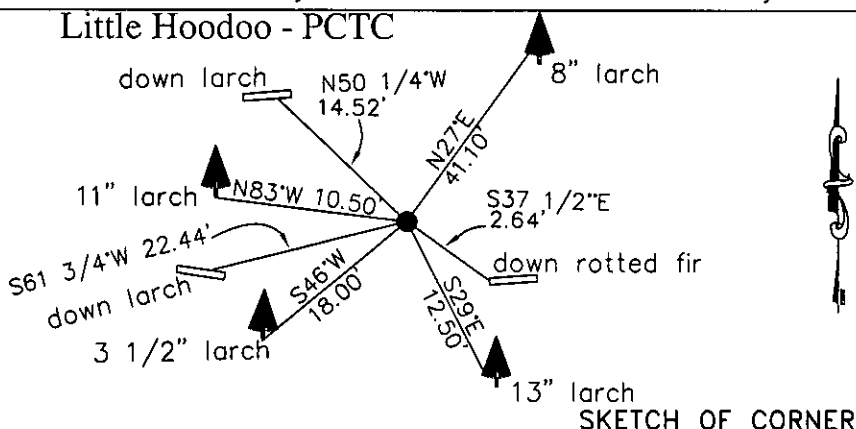 Little Hoodoo - PCTC
down larch
N50 1/4°W
14.52'
8" larch
N27°E
41.10'
11" larch
N83°W 10.50'
S37 1/2°E
2.64'
S61 3/4°W 22.44'
down larch
down rotted fir
S46°W
18.00'
S29°E
12.50'
3 1/2" larch
13" larch
SKETCH OF CORNER